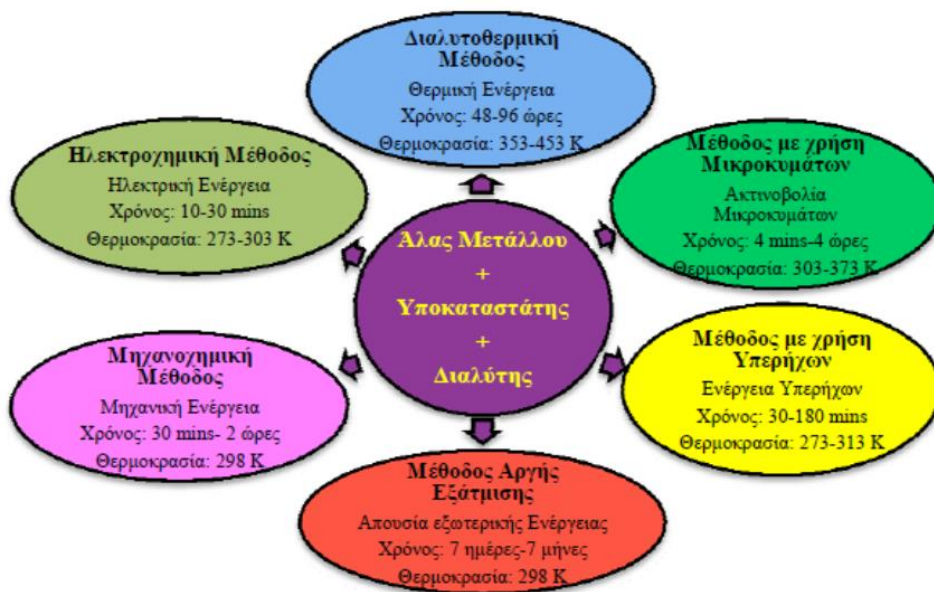 Διαλυτοθερμική
Μέθοδος
Θερμική Ενέργεια
Χρόνος: 48-96 ώρες
Θερμοκρασία: 353-453 K
Ηλεκτροχημική Μέθοδος
Ηλεκτρική Ενέργεια
Χρόνος: 10-30 mins
Θερμοκρασία: 273-303 K
Μέθοδος με χρήση
Μικροκυμάτων
Ακτινοβολία
Μικροκυμάτων
Χρόνος: 4 mins-4 ώρες
Θερμοκρασία: 303-373 K
Άλας Μετάλλου
+
Υποκαταστάτης
+
Διαλύτης
Μηχανοχημική
Μέθοδος
Μηχανική Ενέργεια
Χρόνος: 30 mins- 2 ώρες
Θερμοκρασία: 298 K
Μέθοδος με χρήση
Υπερήχων
Ενέργεια Υπερήχων
Χρόνος: 30-180 mins
Θερμοκρασία: 273-313 K
Μέθοδος Αργής
Εξάτμισης
Απουσία εξωτερικής Ενέργειας
Χρόνος: 7 ημέρες-7 μήνες
Θερμοκρασία: 298 K